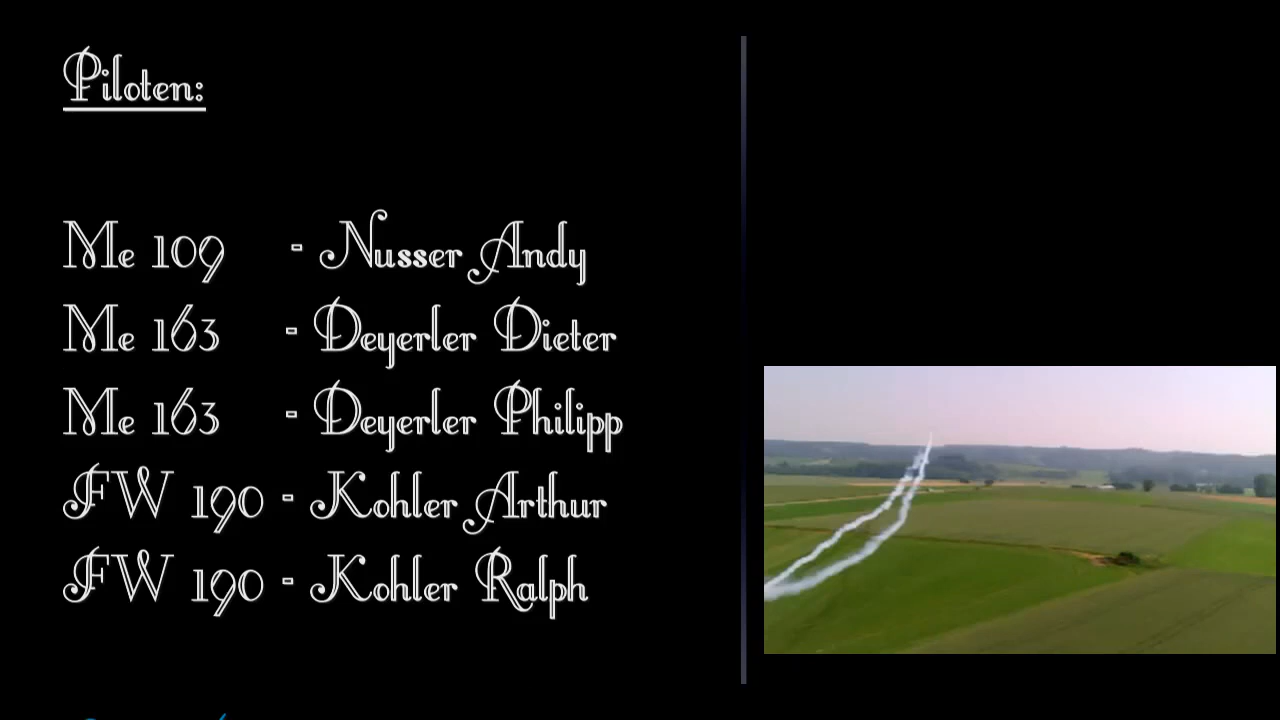 Piloten:
Me 109 - Nusser Andy
Me 163 - Deyerler Dieter
Me 163 - Deyerler Philipp
FW 190 - Kohler Arthur
FW 190 - Kohler Ralph